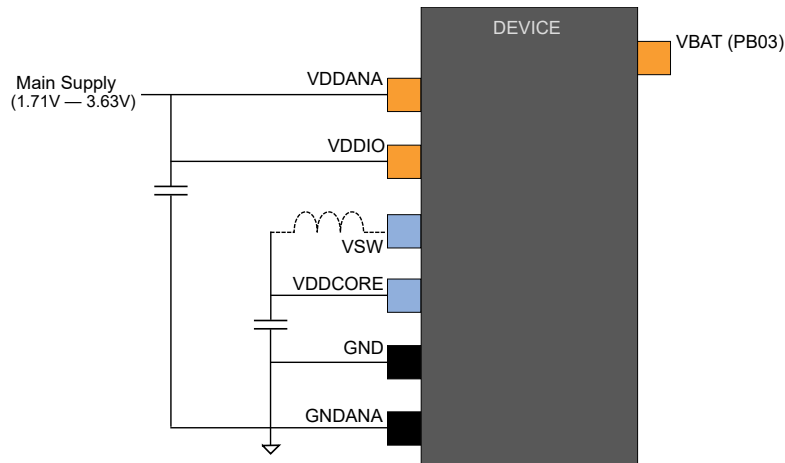 DEVICE
VBAT (PB03)
VDDANA
Main Supply
(1.71V — 3.63V)
VDDIO
VSW
VDDCORE
GND
GNDANA